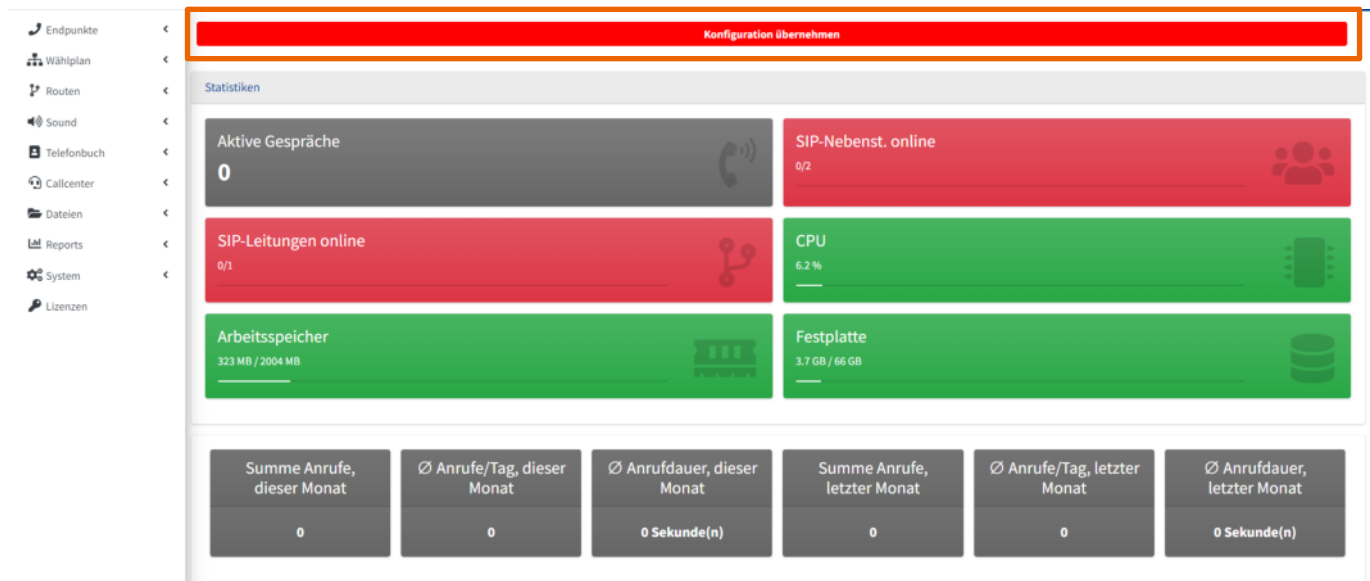 Endpunkte
Wählplan
Routen
Sound
Telefonbuch
Callcenter
Dateien
Reports
System
Lizenzen
Konfiguration übernehmen
Statistiken
Aktive Gespräche
0
SIP-Nebenst. online
0/2
SIP-Leitungen online
0/1
CPU
6.2 %
Arbeitsspeicher
323 MB / 2004 MB
Festplatte
3.7 GB / 66 GB
Summe Anrufe,
dieser Monat
0
Ø Anrufe/Tag, dieser
Monat
0
Ø Anrufdauer, dieser
Monat
0 Sekunde(n)
Summe Anrufe,
letzter Monat
0
Ø Anrufe/Tag, letzter
Monat
0
Ø Anrufdauer,
letzter Monat
0 Sekunde(n)